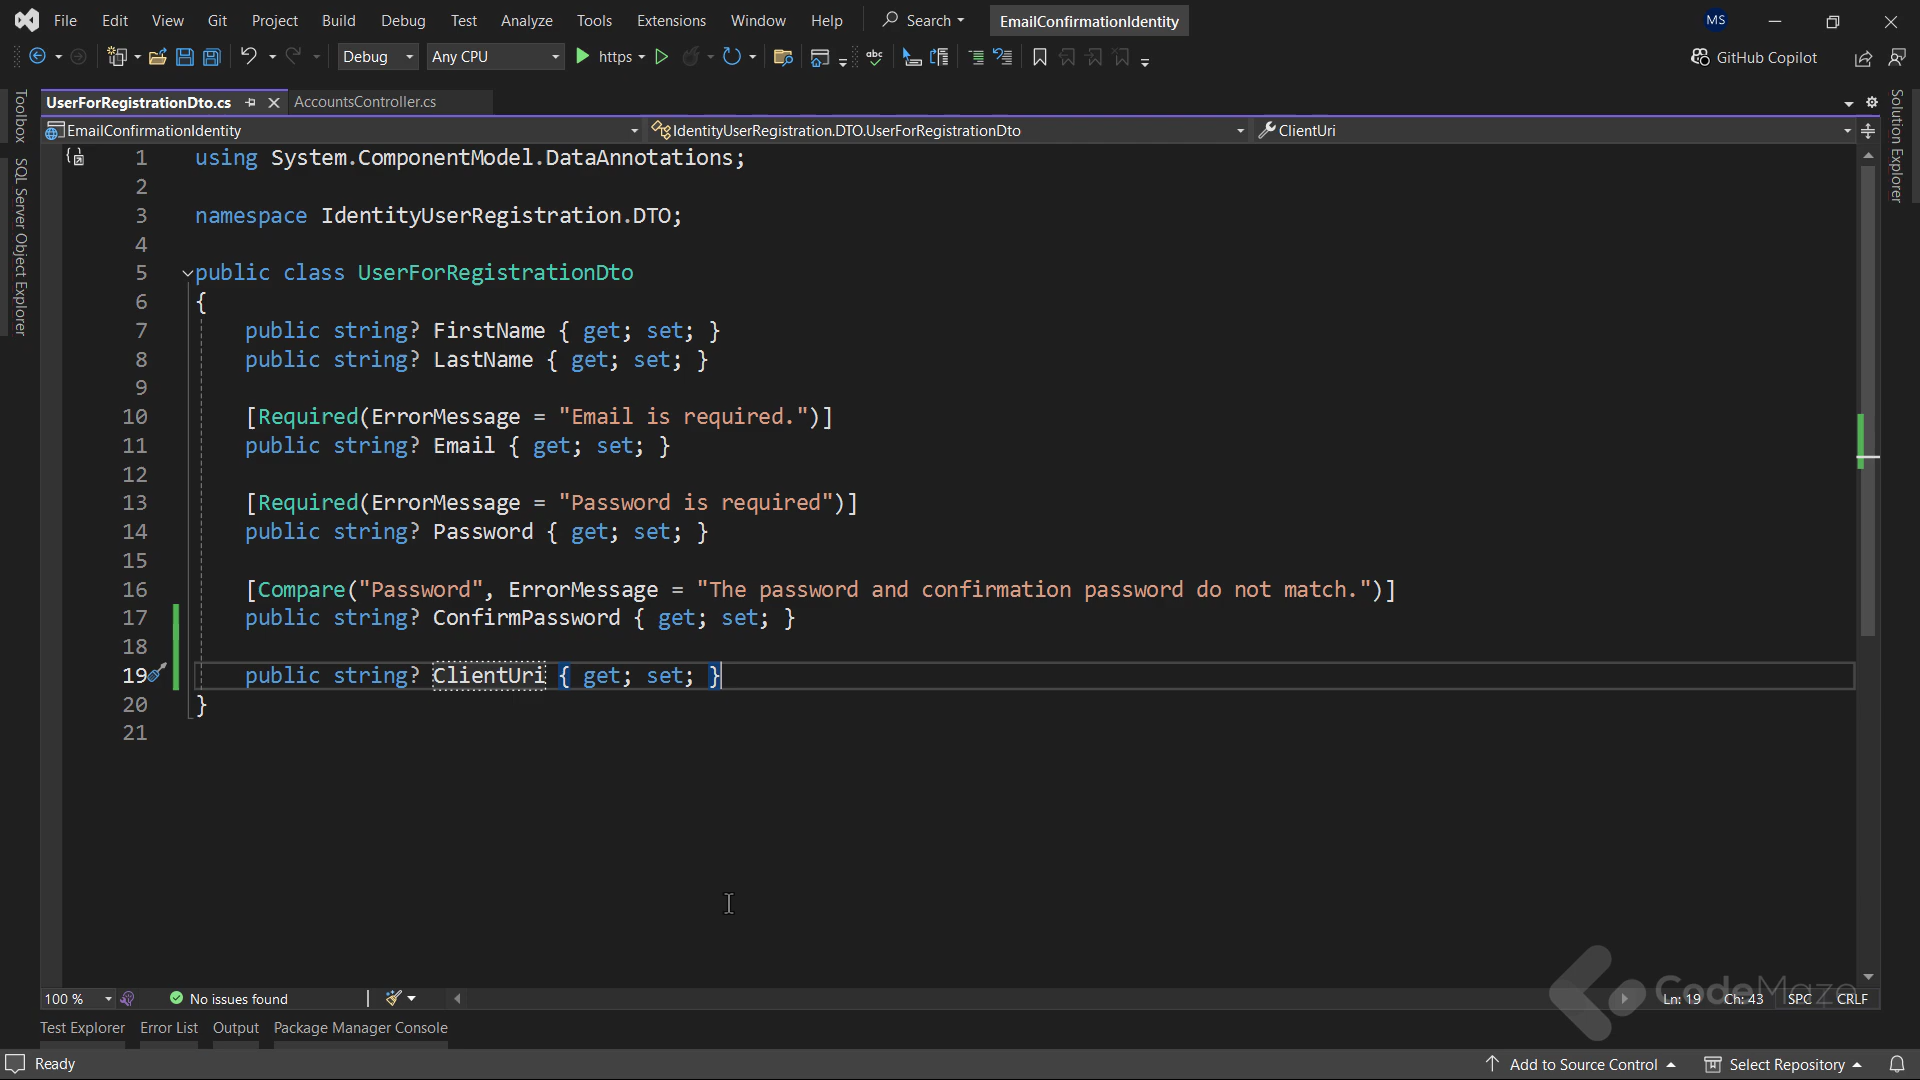 File Edit View Git Project Build Debug Test Analyze Tools Extensions Window Help Search EmailConfirmationIdentity MS
Debug Any CPU https abc GitHub Copilot
UserForRegistrationDto.cs AccountsController.cs
EmailConfirmationIdentity IdentityUserRegistration.DTO.UserForRegistrationDto ClientUri
Toolbox
SQL Server Object Explorer
Solution Explorer
1 using System.ComponentModel.DataAnnotations;
2
3 namespace IdentityUserRegistration.DTO;
4
5 public class UserForRegistrationDto
6 {
7 public string? FirstName { get; set; }
8 public string? LastName { get; set; }
9
10 [Required(ErrorMessage = "Email is required.")]
11 public string? Email { get; set; }
12
13 [Required(ErrorMessage = "Password is required")]
14 public string? Password { get; set; }
15
16 [Compare("Password", ErrorMessage = "The password and confirmation password do not match.")]
17 public string? ConfirmPassword { get; set; }
18
19 public string? ClientUri { get; set; }
20 }
21
CodeMaze
100 % No issues found Ln: 19 Ch: 43 SPC CRLF
Test Explorer Error List Output Package Manager Console
Ready Add to Source Control Select Repository